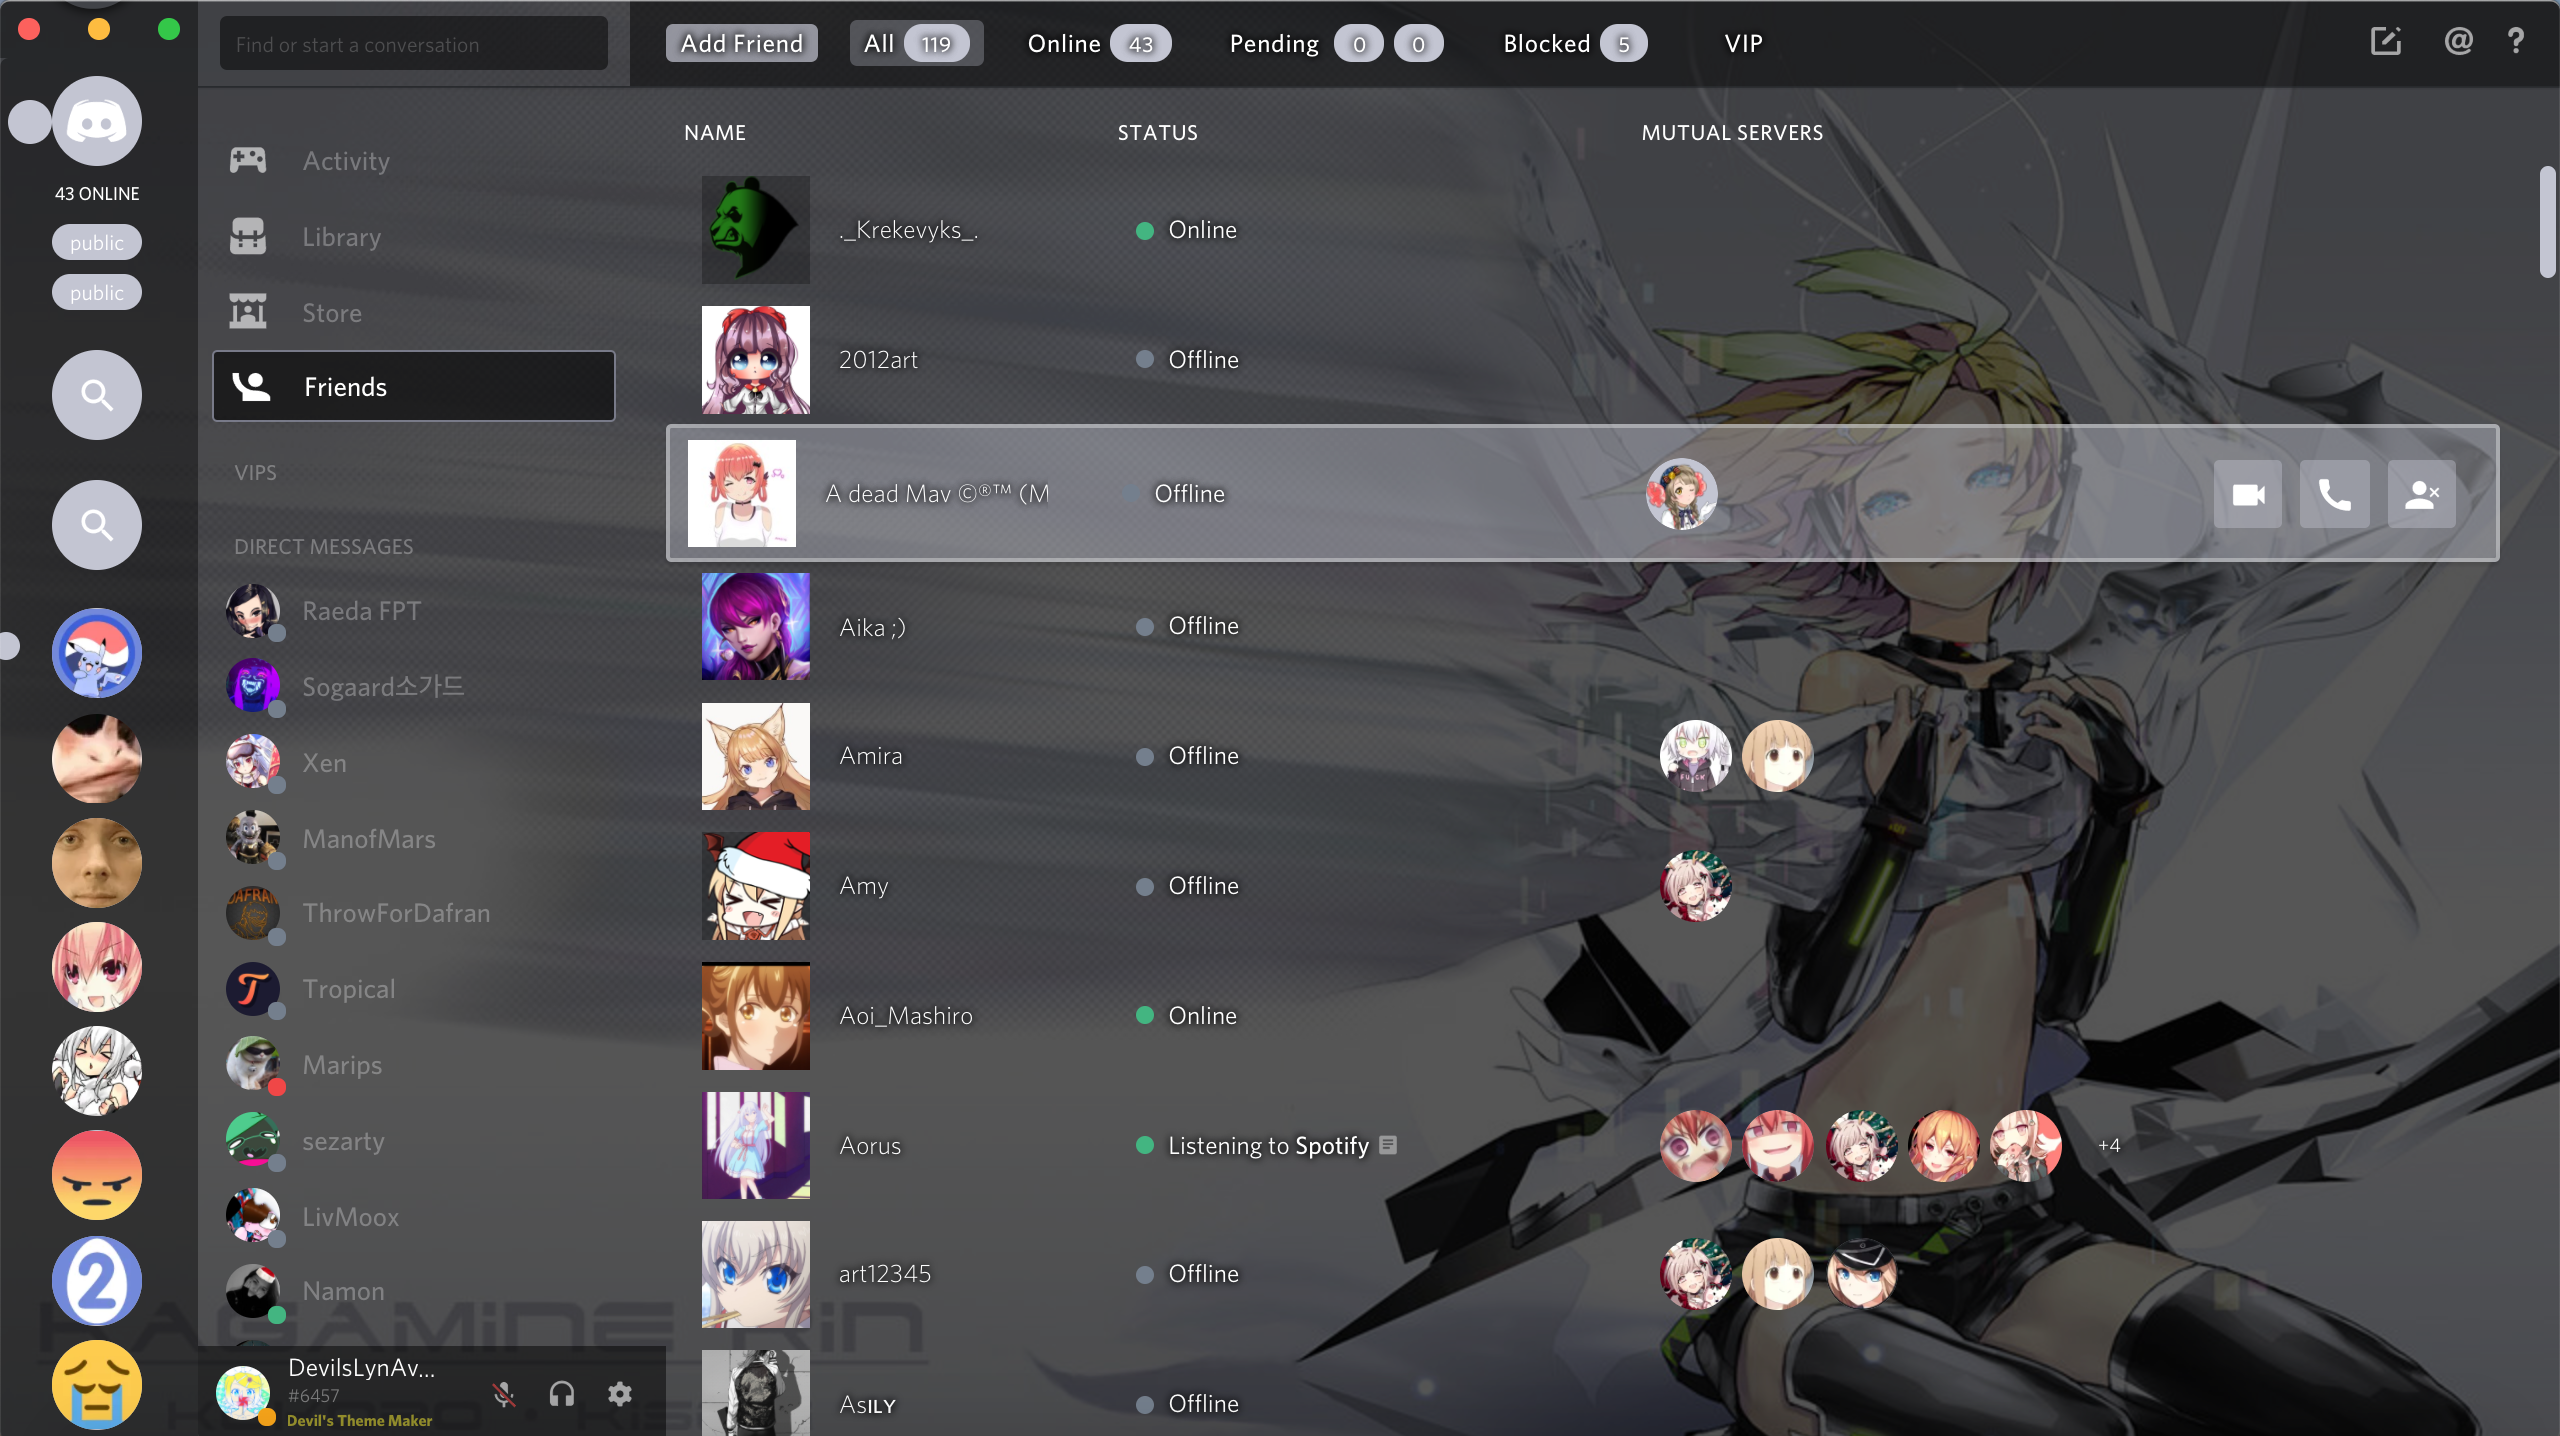 Find or start a conversation
Add Friend
All 119
Online 43
Pending 0 0
Blocked 5
VIP
@
?
43 ONLINE
public
public
2
Activity
Library
Store
Friends
VIPS
DIRECT MESSAGES
Raeda FPT
Sogaard소가드
Xen
ManofMars
ThrowForDafran
Tropical
Marips
sezarty
LivMoox
Namon
DevilsLynAv...
#6457
Devil's Theme Maker
NAME STATUS MUTUAL SERVERS
._Krekevyks_. Online
2012art Offline
A dead Mav ©®™ (M Offline
Aika ;) Offline
Amira Offline
Amy Offline
Aoi_Mashiro Online
Aorus Listening to Spotify +4
art12345 Offline
Asɪʟʏ Offline
KAGAMiNE RiN